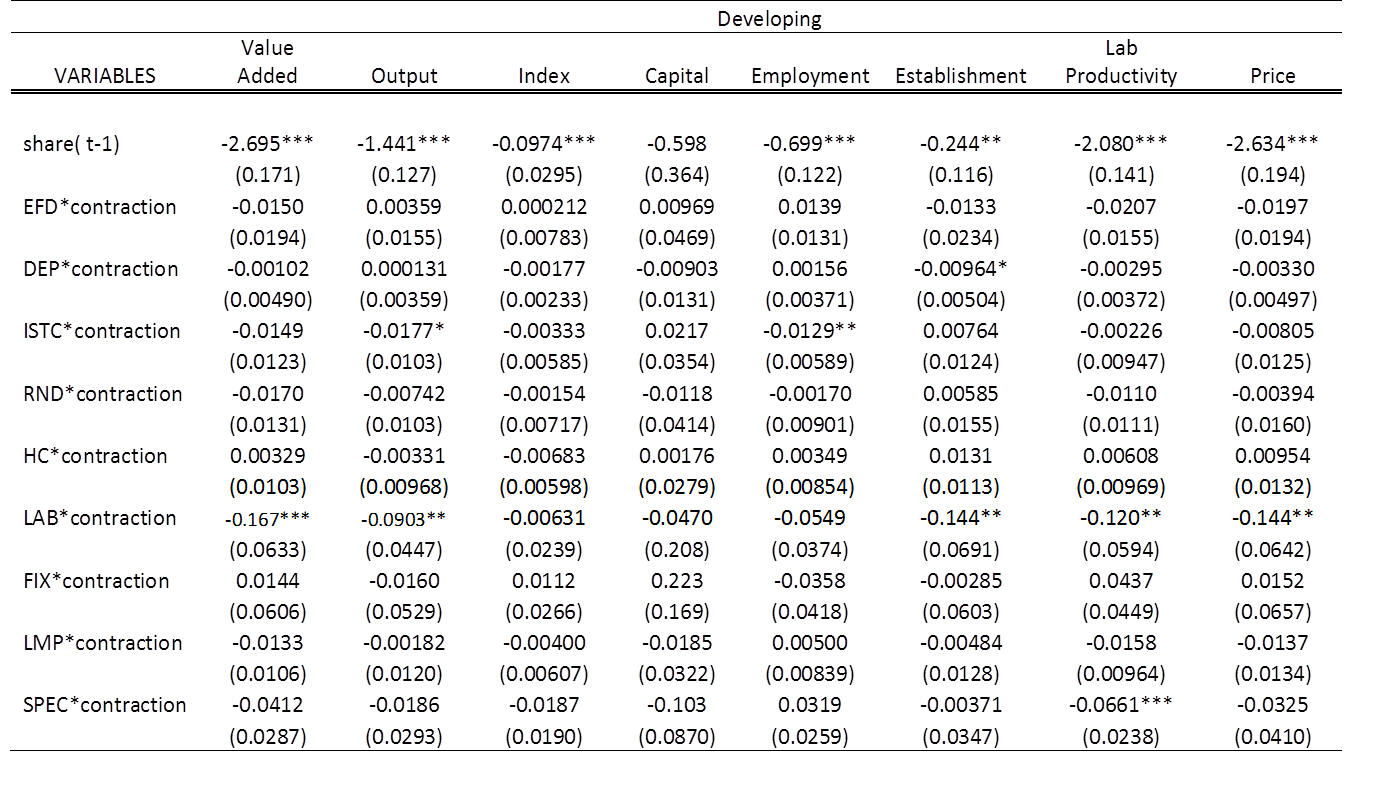 Developing
Value Lab
VARIABLES Added Output Index Capital Employment Establishment Productivity Price
share( t-1) -2.695*** -1.441*** -0.0974*** -0.598 -0.699*** -0.244** -2.080*** -2.634***
(0.171) (0.127) (0.0295) (0.364) (0.122) (0.116) (0.141) (0.194)
EFD*contraction -0.0150 0.00359 0.000212 0.00969 0.0139 -0.0133 -0.0207 -0.0197
(0.0194) (0.0155) (0.00783) (0.0469) (0.0131) (0.0234) (0.0155) (0.0194)
DEP*contraction -0.00102 0.000131 -0.00177 -0.00903 0.00156 -0.00964* -0.00295 -0.00330
(0.00490) (0.00359) (0.00233) (0.0131) (0.00371) (0.00504) (0.00372) (0.00497)
ISTC*contraction -0.0149 -0.0177* -0.00333 0.0217 -0.0129** 0.00764 -0.00226 -0.00805
(0.0123) (0.0103) (0.00585) (0.0354) (0.00589) (0.0124) (0.00947) (0.0125)
RND*contraction -0.0170 -0.00742 -0.00154 -0.0118 -0.00170 0.00585 -0.0110 -0.00394
(0.0131) (0.0103) (0.00717) (0.0414) (0.00901) (0.0155) (0.0111) (0.0160)
HC*contraction 0.00329 -0.00331 -0.00683 0.00176 0.00349 0.0131 0.00608 0.00954
(0.0103) (0.00968) (0.00598) (0.0279) (0.00854) (0.0113) (0.00969) (0.0132)
LAB*contraction -0.167*** -0.0903** -0.00631 -0.0470 -0.0549 -0.144** -0.120** -0.144**
(0.0633) (0.0447) (0.0239) (0.208) (0.0374) (0.0691) (0.0594) (0.0642)
FIX*contraction 0.0144 -0.0160 0.0112 0.223 -0.0358 -0.00285 0.0437 0.0152
(0.0606) (0.0529) (0.0266) (0.169) (0.0418) (0.0603) (0.0449) (0.0657)
LMP*contraction -0.0133 -0.00182 -0.00400 -0.0185 0.00500 -0.00484 -0.0158 -0.0137
(0.0106) (0.0120) (0.00607) (0.0322) (0.00839) (0.0128) (0.00964) (0.0134)
SPEC*contraction -0.0412 -0.0186 -0.0187 -0.103 0.0319 -0.00371 -0.0661*** -0.0325
(0.0287) (0.0293) (0.0190) (0.0870) (0.0259) (0.0347) (0.0238) (0.0410)